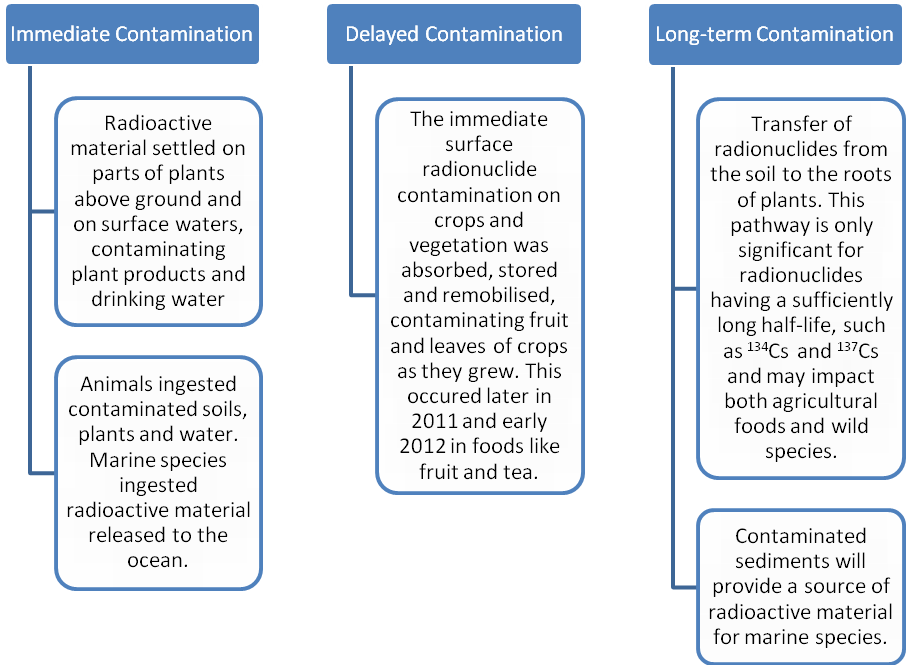 Immediate Contamination
Radioactive
material settled on
parts of plants
above ground and
on surface waters,
contaminating
plant products and
drinking water
Animals ingested
contaminated soils,
plants and water.
Marine species
ingested
radioactive material
released to the
ocean.
Delayed Contamination
The immediate
surface
radionuclide
contamination on
crops and
vegetation was
absorbed, stored
and remobilised,
contaminating fruit
and leaves of crops
as they grew. This
occured later in
2011 and early
2012 in foods like
fruit and tea.
Long-term Contamination
Transfer of
radionuclides from
the soil to the roots
of plants. This
pathway is only
significant for
radionuclides
having a sufficiently
long half-life, such
as ¹³⁴Cs and ¹³⁷Cs
and may impact
both agricultural
foods and wild
species.
Contaminated
sediments will
provide a source of
radioactive material
for marine species.